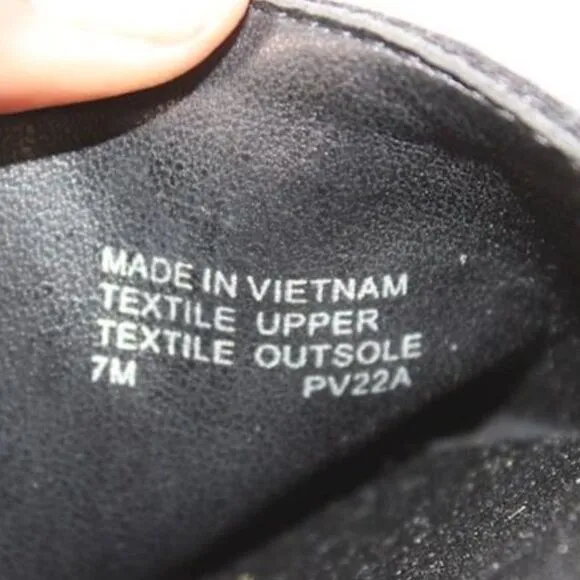 MADE IN VIETNAM
TEXTILE UPPER
TEXTILE OUTSOLE
7M PV22A